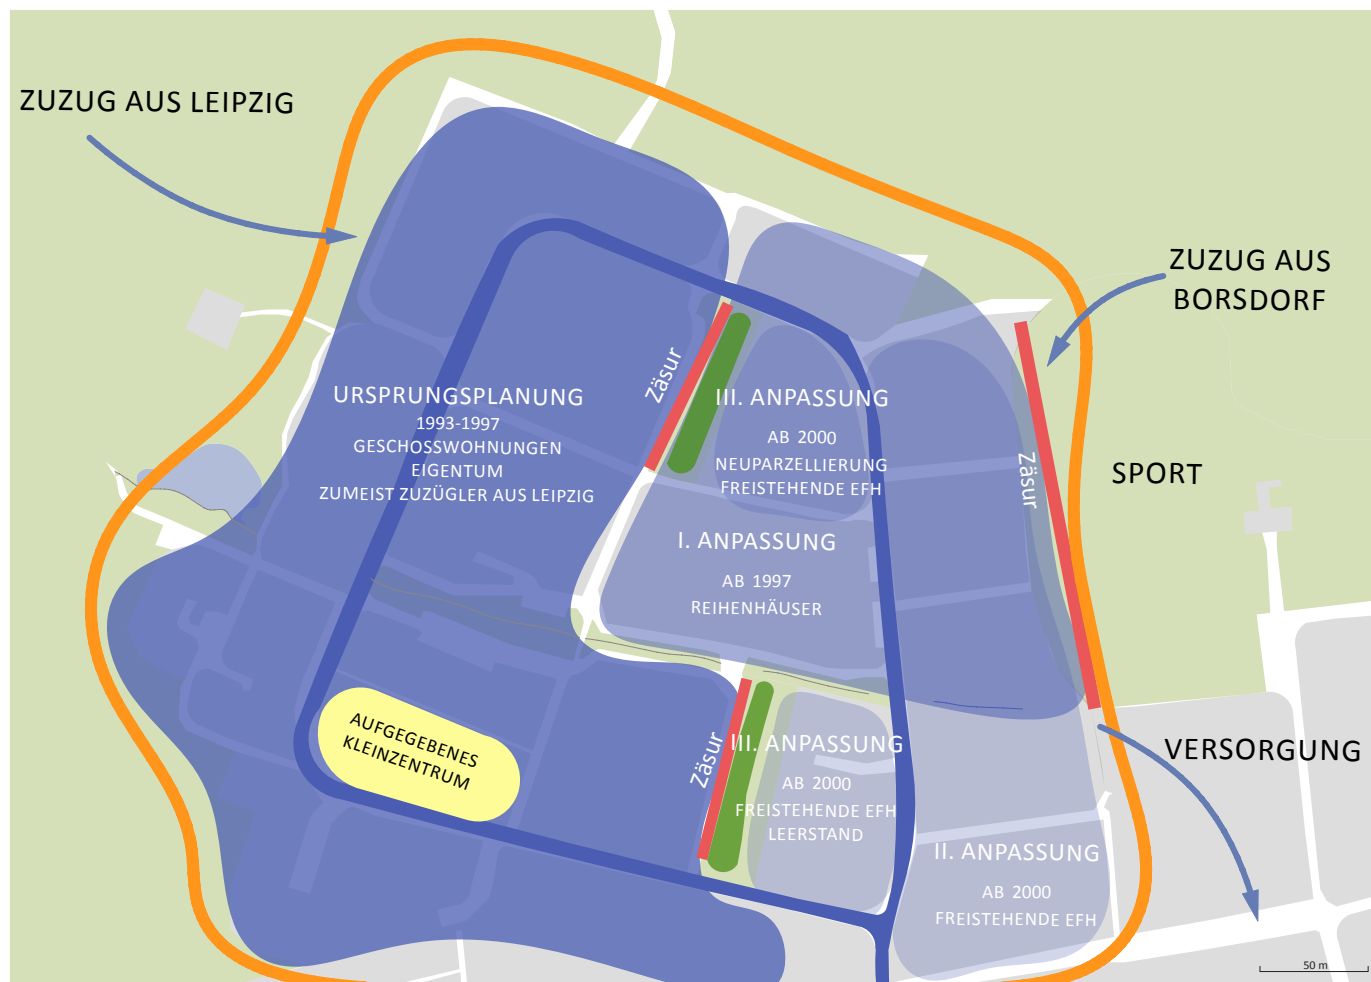 ZUZUG AUS LEIPZIG
ZUZUG AUS
BORSDORF
URSPRUNGSPLANUNG
1993-1997
GESCHOSSWOHNUNGEN
EIGENTUM
ZUMEIST ZUZÜGLER AUS LEIPZIG
Zäsur
III. ANPASSUNG
AB 2000
NEUPARZELLIERUNG
FREISTEHENDE EFH
Zäsur
SPORT
I. ANPASSUNG
AB 1997
REIHENHÄUSER
AUFGEGEBENES
KLEINZENTRUM
Zäsur
III. ANPASSUNG
AB 2000
FREISTEHENDE EFH
LEERSTAND
VERSORGUNG
II. ANPASSUNG
AB 2000
FREISTEHENDE EFH
50 m